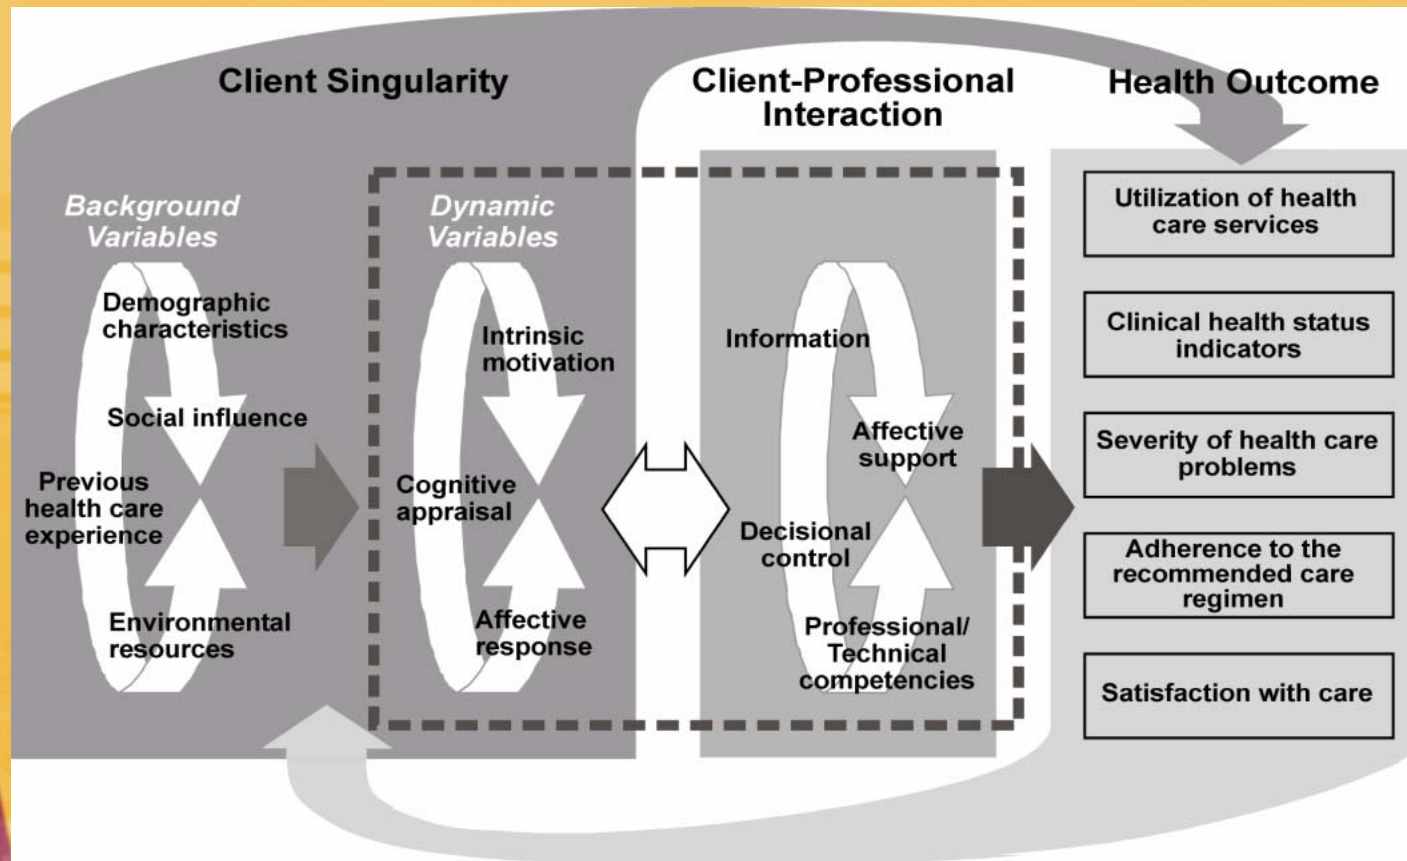 Client Singularity
Background
Variables
Demographic
characteristics
Social influence
Previous
health care
experience
Environmental
resources
Dynamic
Variables
Intrinsic
motivation
Cognitive
appraisal
Affective
response
Client-Professional
Interaction
Information
Affective
support
Decisional
control
Professional/
Technical
competencies
Health Outcome
Utilization of health
care services
Clinical health status
indicators
Severity of health care
problems
Adherence to the
recommended care
regimen
Satisfaction with care